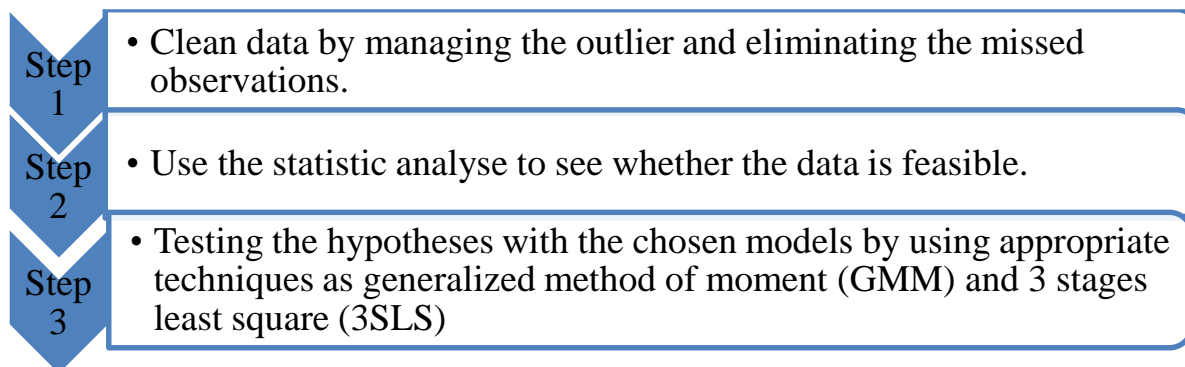 Step
1
• Clean data by managing the outlier and eliminating the missed
observations.
Step
2
• Use the statistic analyse to see whether the data is feasible.
Step
3
• Testing the hypotheses with the chosen models by using appropriate
techniques as generalized method of moment (GMM) and 3 stages
least square (3SLS)